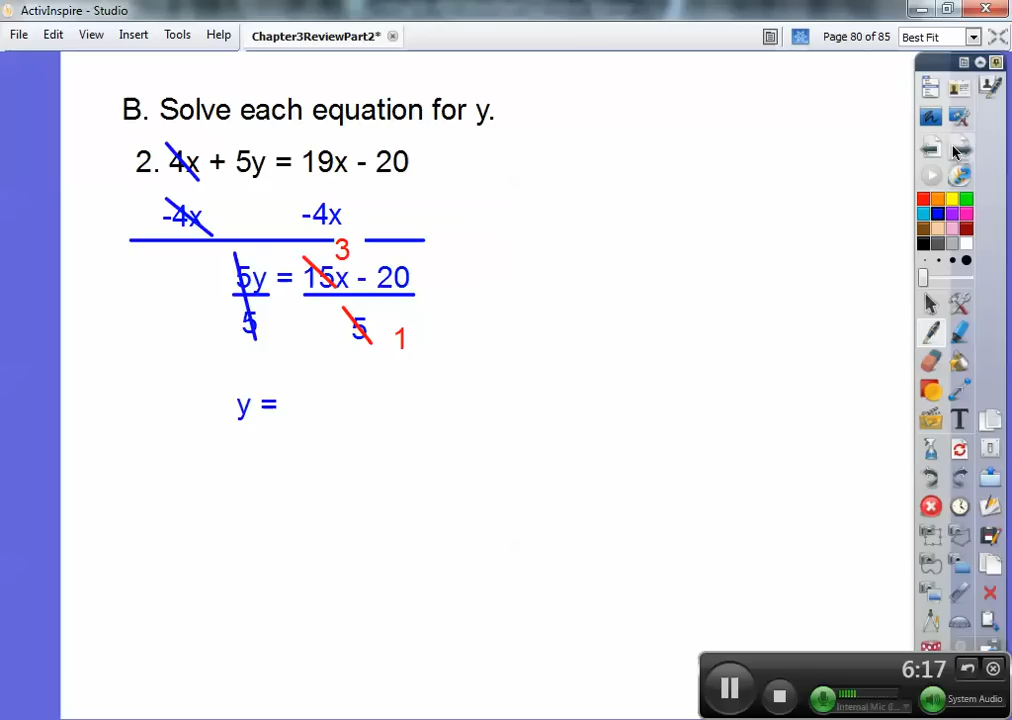 ActivInspire - Studio
File Edit View Insert Tools Help Chapter3ReviewPart2* Page 80 of 85 Best Fit
B. Solve each equation for y.
2. 4x + 5y = 19x - 20
-4x -4x
3
5y = 15x - 20
5 5 1
y =
6:17
Internal Mic (I... System Audio